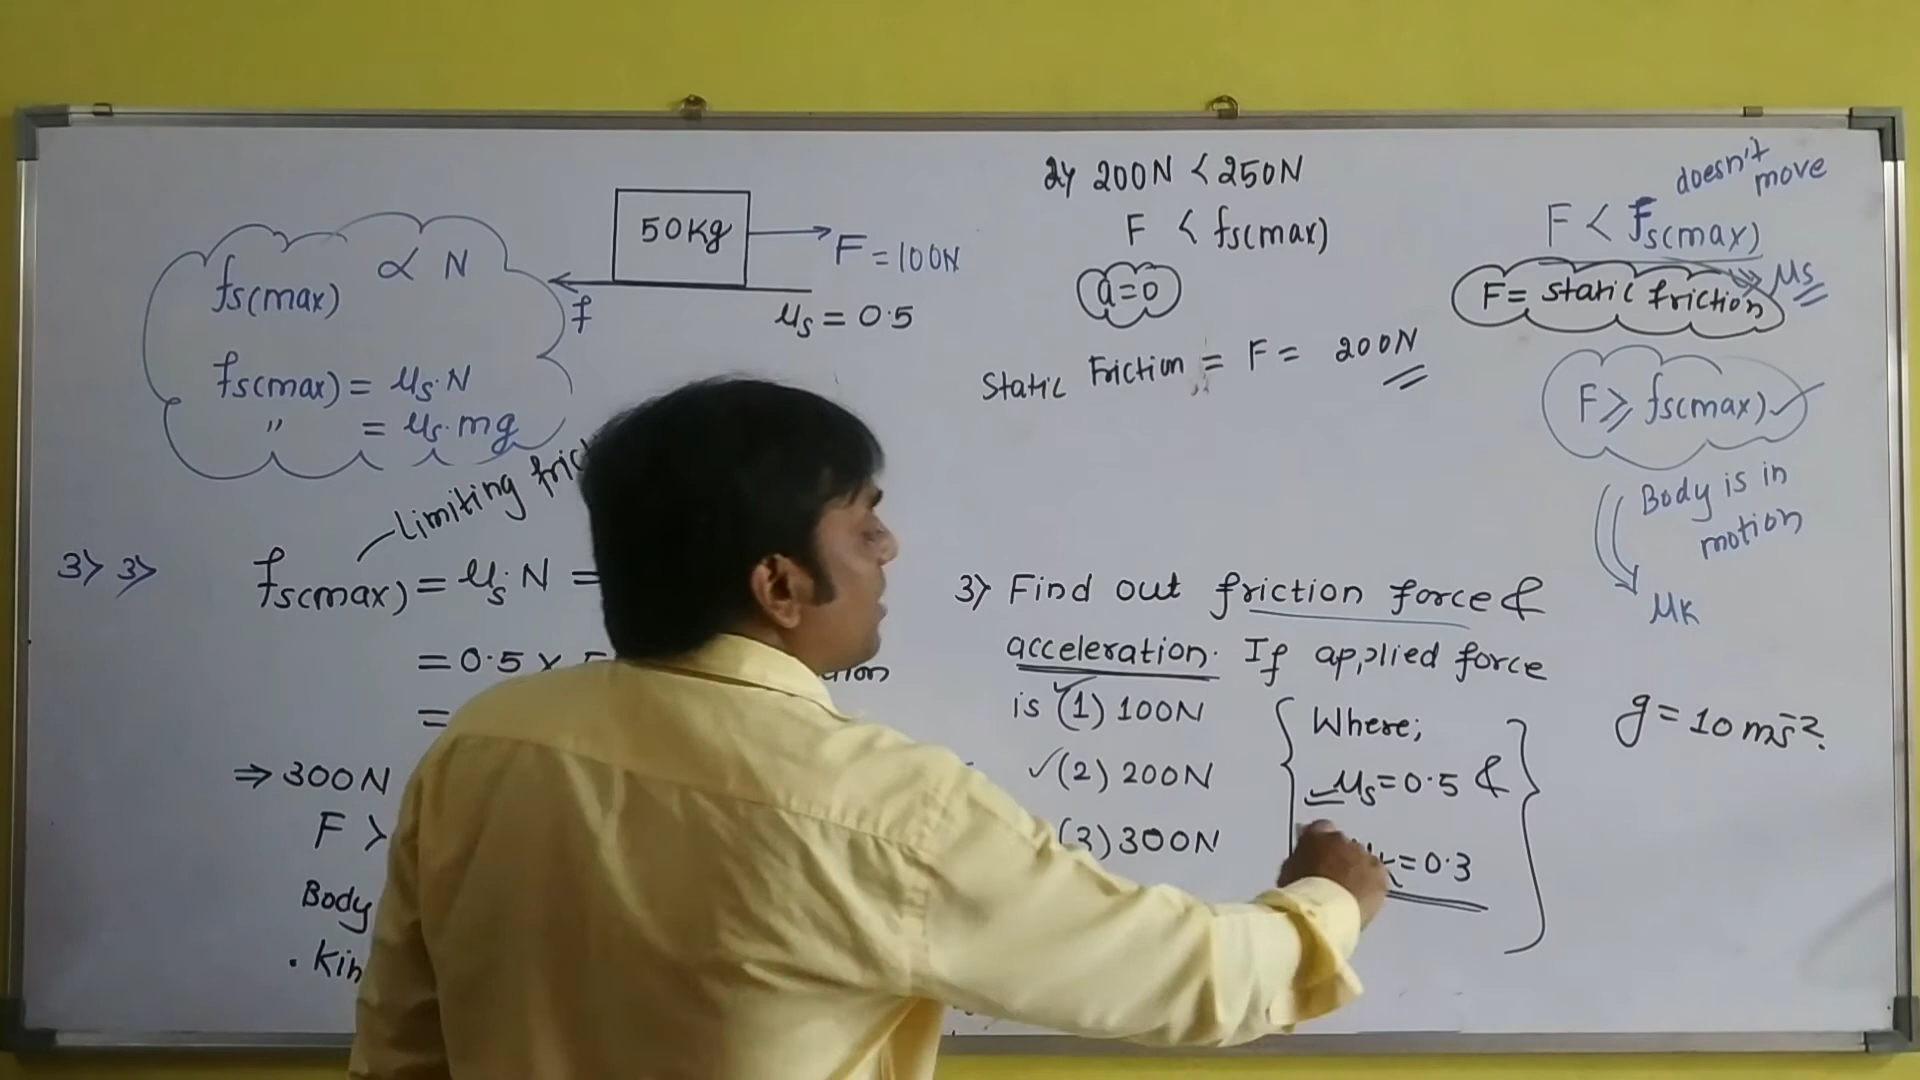 fs(max) ∝ N
fs(max) = μs.N
" = μs.mg
50Kg
F = 100N
f
μs = 0.5
2) 200N < 250N
F < fs(max)
a=0
Static Friction = F = 200N
doesn't move
F < Fs(max)
μs
F = static friction
F ≥ fs(max) ✓
Body is in
motion
μK
Limiting
3) 3)
fs(max) = μs.N =
= 0.5 ×
=
⇒ 300N
F >
Body
3) Find out friction force &
acceleration. If applied force
is (1) 100N
✓(2) 200N
(3) 300N
Where;
μs = 0.5 &
= 0.3
g = 10 ms⁻².